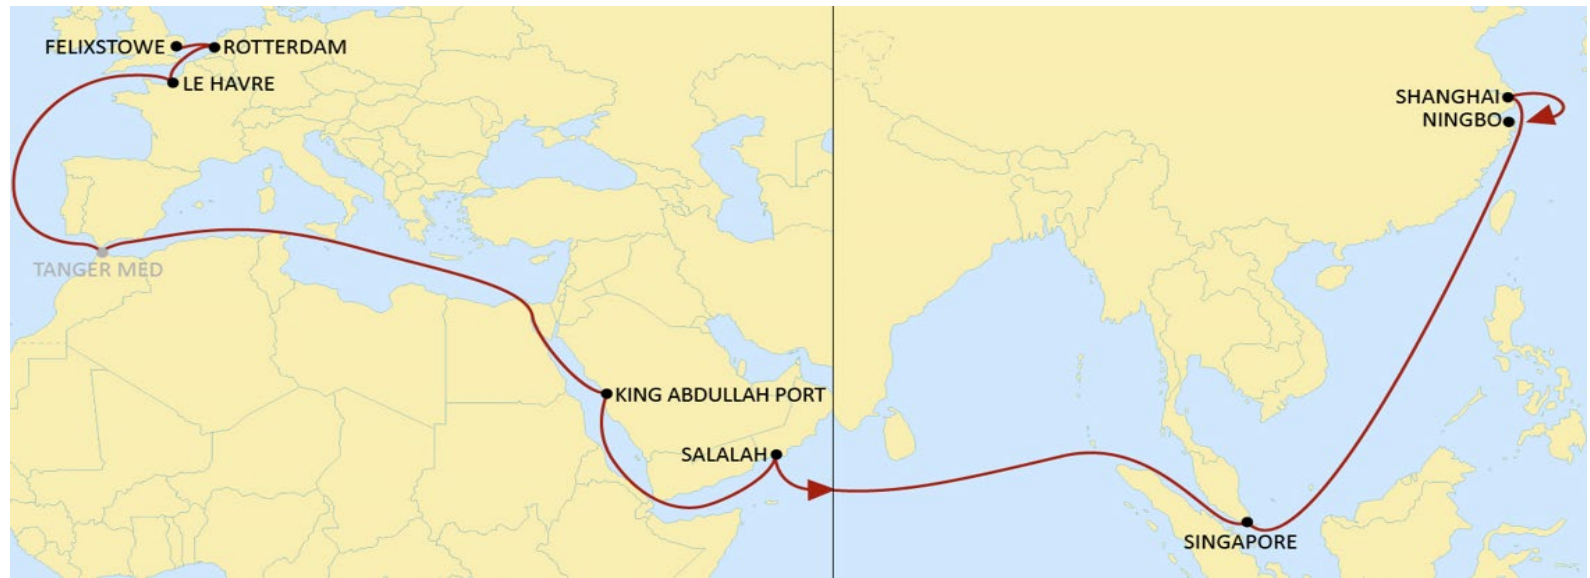 FELIXSTOWE
ROTTERDAM
LE HAVRE
TANGER MED
KING ABDULLAH PORT
SALALAH
SHANGHAI
NINGBO
SINGAPORE